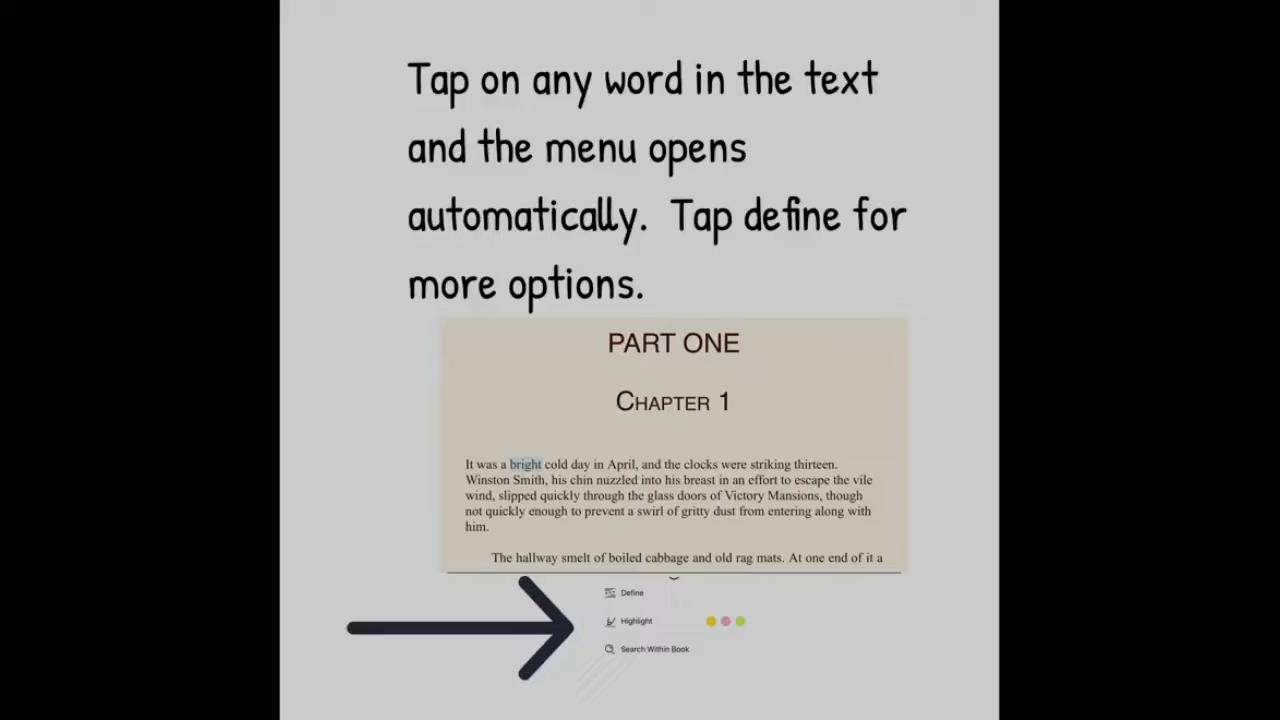 Tap on any word in the text
and the menu opens
automatically.  Tap define for
more options.
PART ONE
CHAPTER 1
It was a bright cold day in April, and the clocks were striking thirteen.
Winston Smith, his chin nuzzled into his breast in an effort to escape the vile
wind, slipped quickly through the glass doors of Victory Mansions, though
not quickly enough to prevent a swirl of gritty dust from entering along with
him.
The hallway smelt of boiled cabbage and old rag mats. At one end of it a
Define
Highlight
Search Within Book